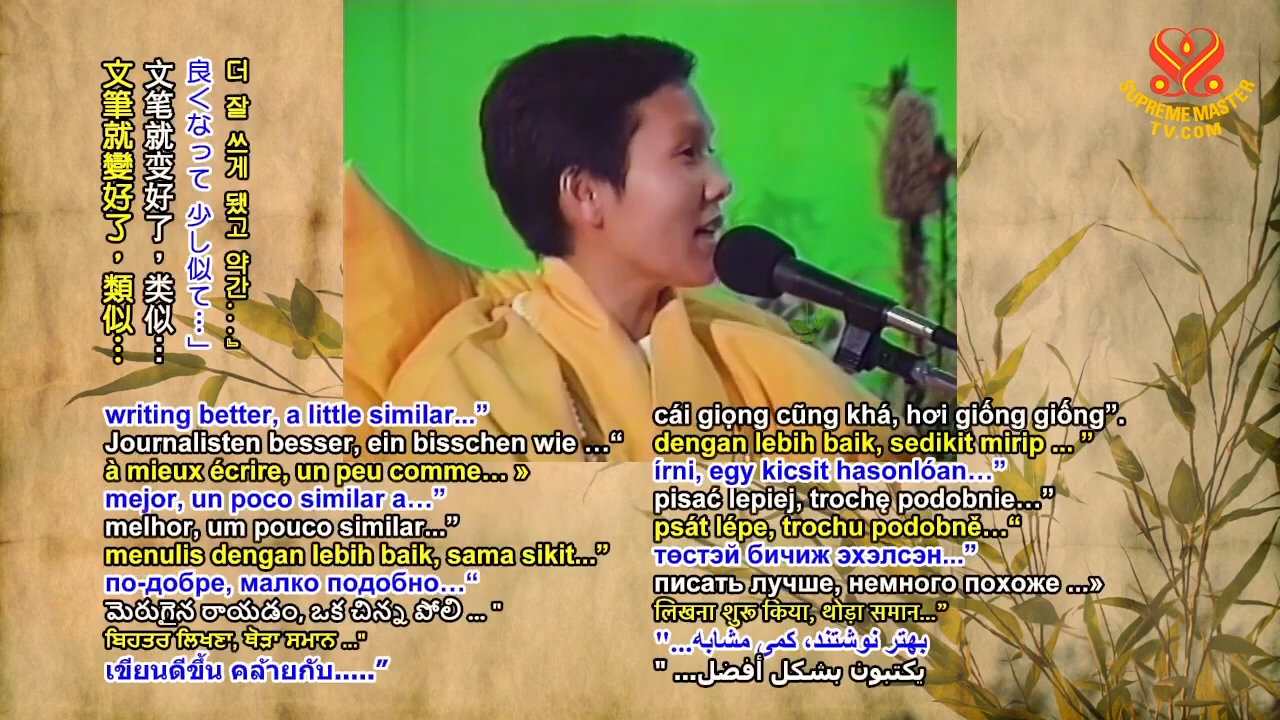 더 잘 쓰게 됐고 약간...』
良くなって 少し似て...」
文笔就变好了，类似...
文筆就變好了，類似...
SUPREME MASTER
TV.COM
writing better, a little similar...”
Journalisten besser, ein bisschen wie ...“
à mieux écrire, un peu comme... »
mejor, un poco similar a...”
melhor, um pouco similar...”
menulis dengan lebih baik, sama sikit...”
по-добре, малко подобно...“
మెరుగైన రాయడం, ఒక చిన్న పోలి ... "
ਬਿਹਤਰ ਲਿਖਣਾ, ਥੋੜਾ ਸਮਾਨ ..."
เขียนดีขึ้น คล้ายกับ.....”
cái giọng cũng khá, hơi giống giống”.
dengan lebih baik, sedikit mirip ... ”
írni, egy kicsit hasonlóan...”
pisać lepiej, trochę podobnie...”
psát lépe, trochu podobně...“
төстэй бичиж эхэлсэн...”
писать лучше, немного похоже ...»
लिखना शुरू किया, थोड़ा समान...”
بهتر نوشتند، کمی مشابه..."
يكتبون بشكل أفضل... "